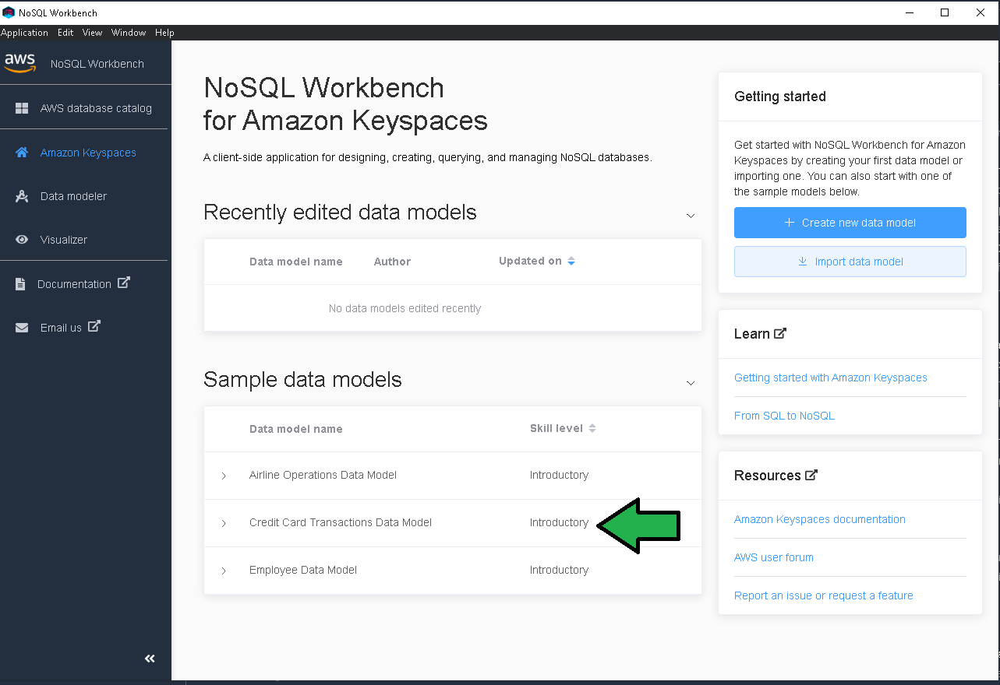 NoSQL Workbench
Application Edit View Window Help
aws NoSQL Workbench
AWS database catalog
Amazon Keyspaces
Data modeler
Visualizer
Documentation
Email us
NoSQL Workbench
for Amazon Keyspaces
A client-side application for designing, creating, querying, and managing NoSQL databases.
Recently edited data models
Data model name Author Updated on
No data models edited recently
Sample data models
Data model name Skill level
Airline Operations Data Model Introductory
Credit Card Transactions Data Model Introductory
Employee Data Model Introductory
Getting started
Get started with NoSQL Workbench for Amazon
Keyspaces by creating your first data model or
importing one. You can also start with one of
the sample models below.
Create new data model
Import data model
Learn
Getting started with Amazon Keyspaces
From SQL to NoSQL
Resources
Amazon Keyspaces documentation
AWS user forum
Report an issue or request a feature